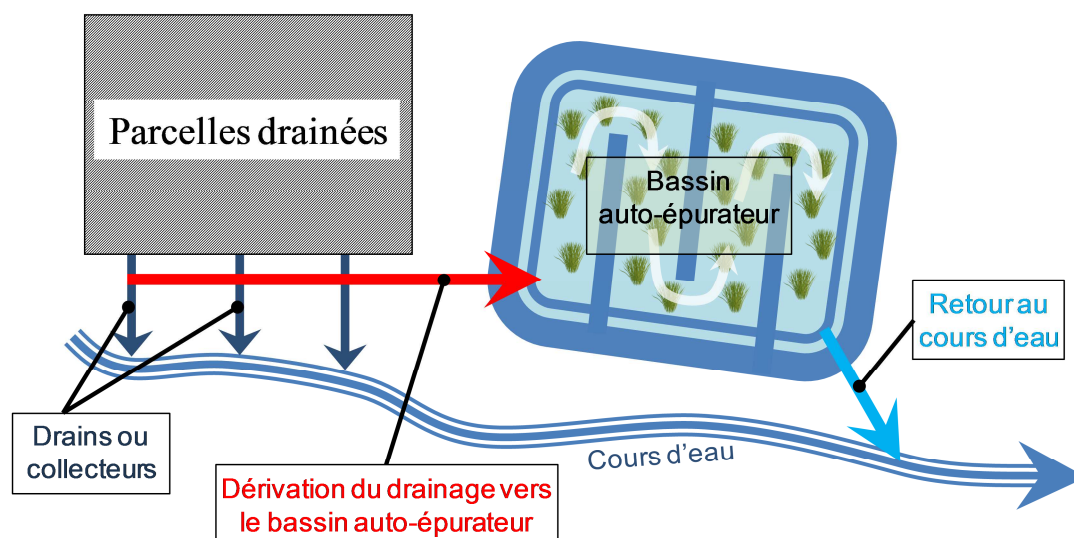 Parcelles drainées
Bassin
auto-épurateur
Retour au
cours d'eau
Drains ou
collecteurs
Cours d'eau
Dérivation du drainage vers
le bassin auto-épurateur